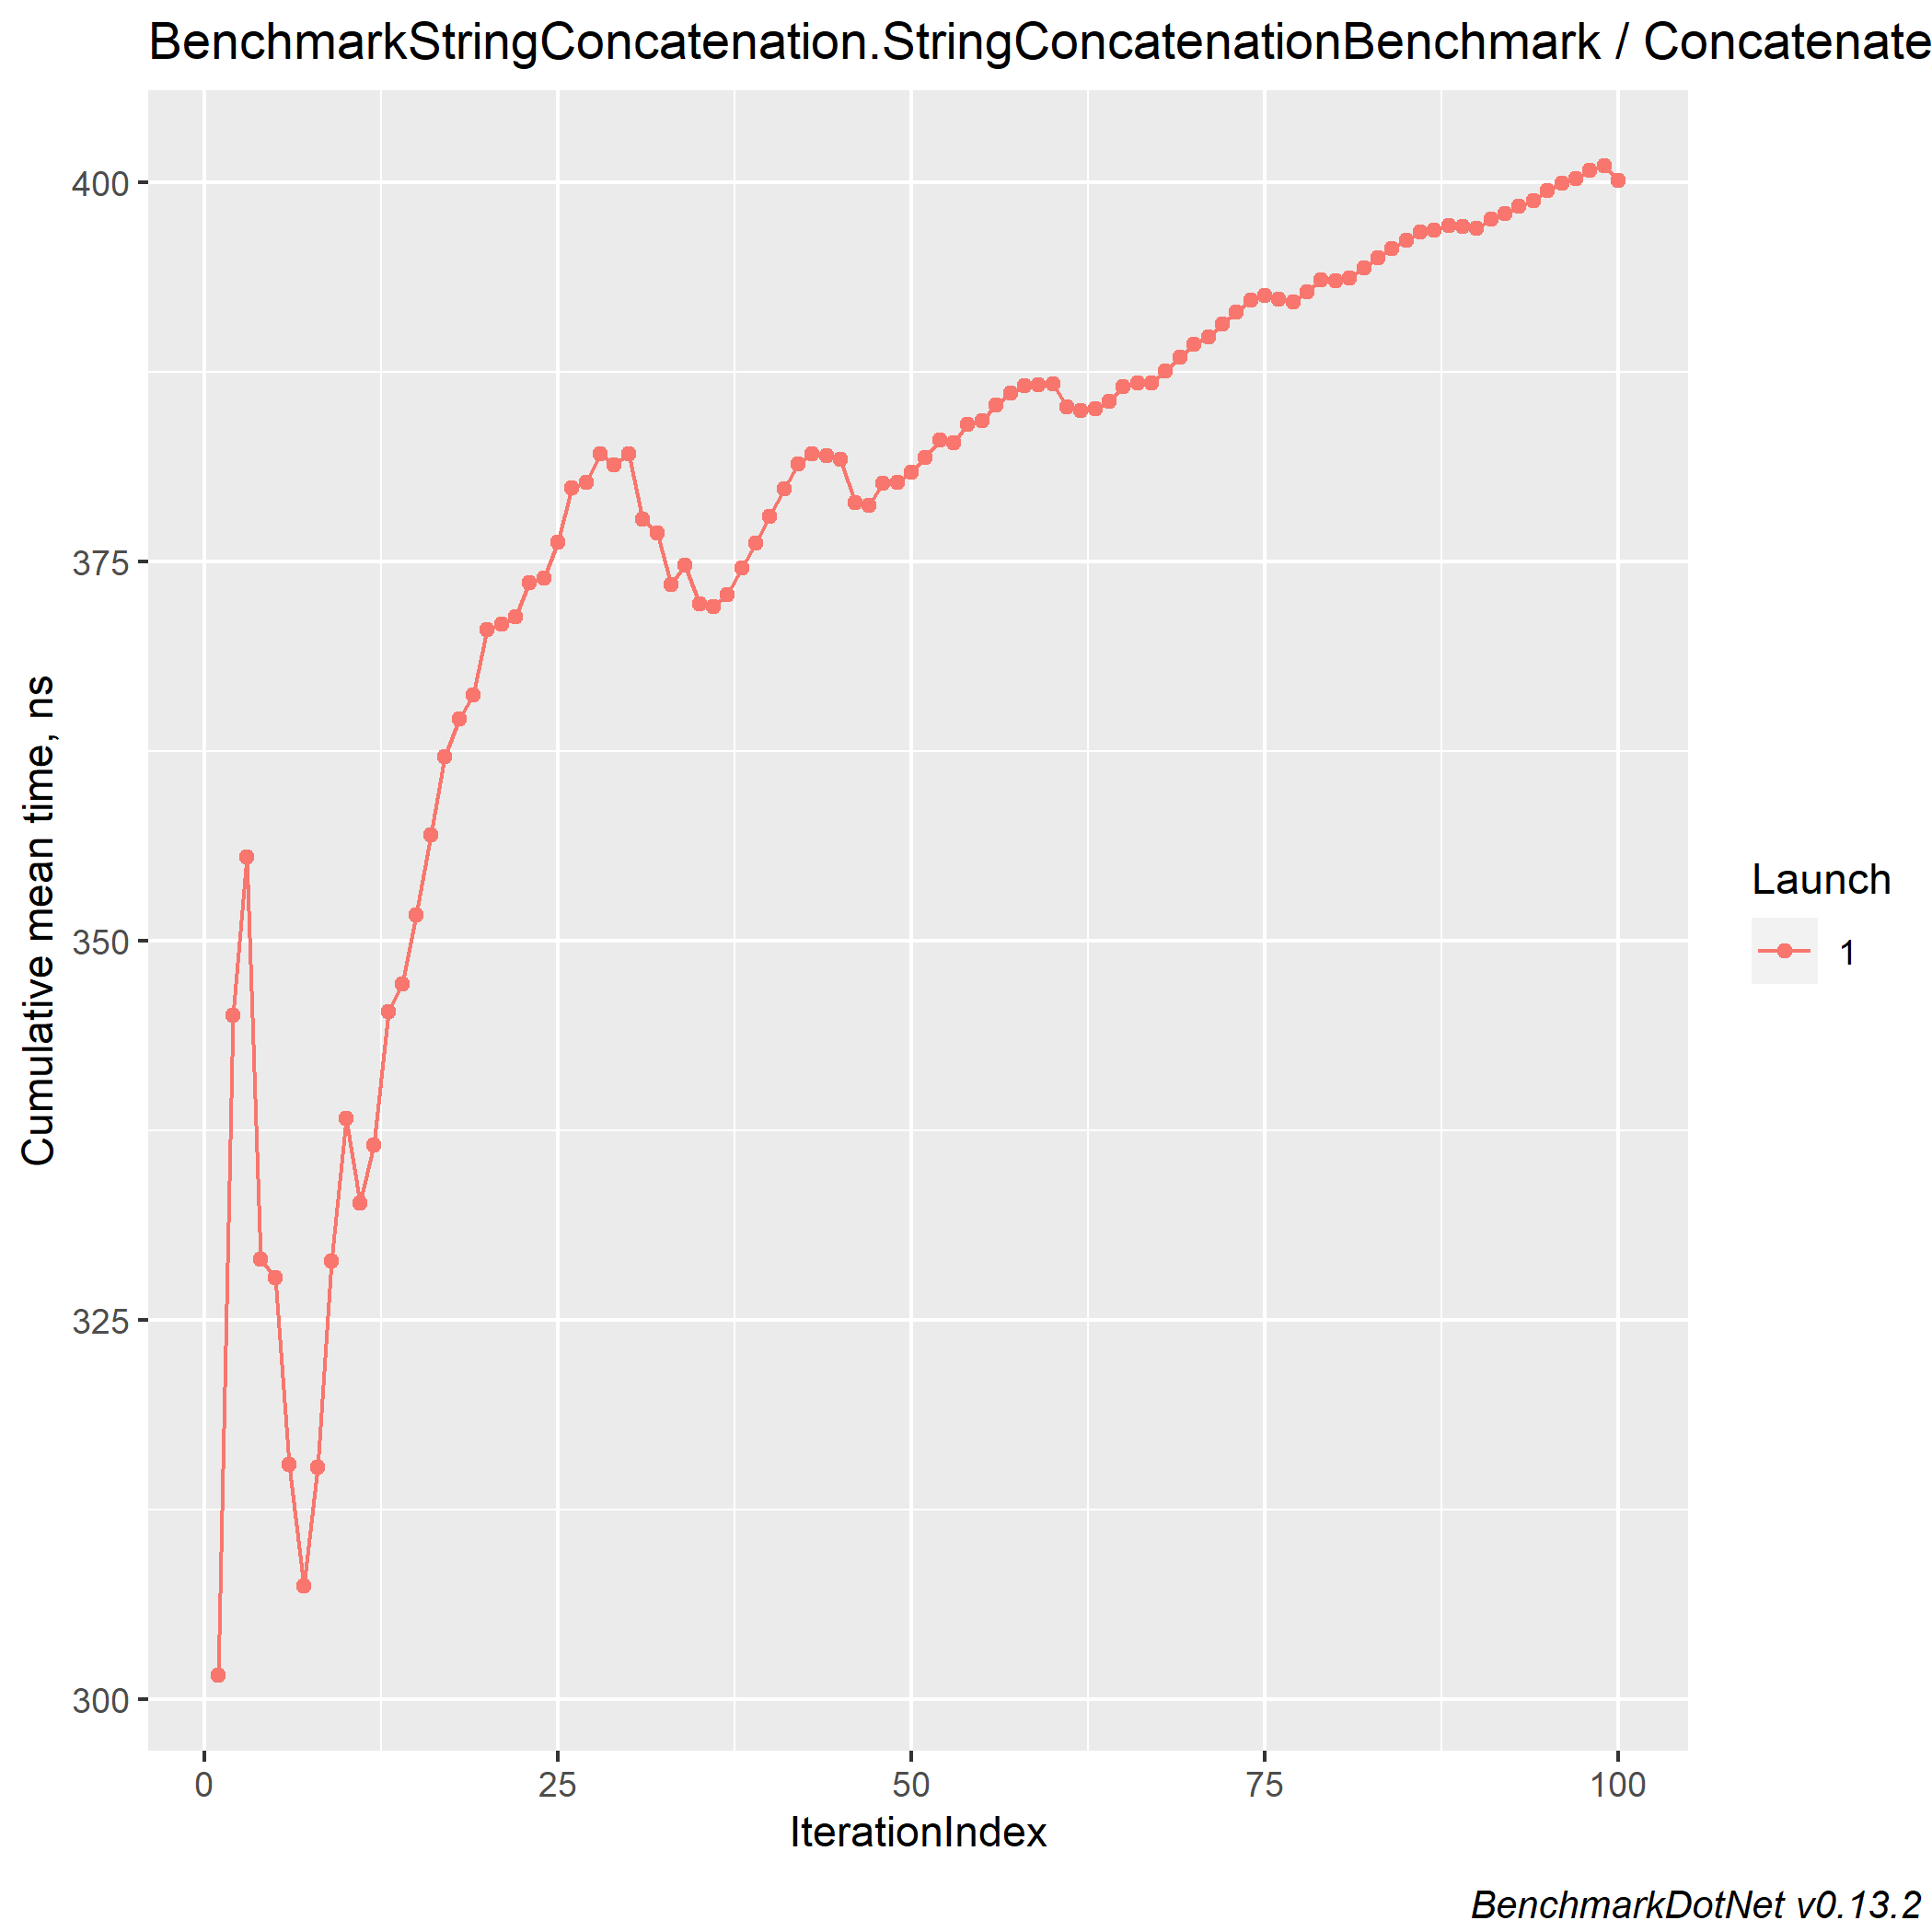 BenchmarkStringConcatenation.StringConcatenationBenchmark / Concatenate
400
375
350
325
300
Cumulative mean time, ns
0 25 50 75 100
IterationIndex
Launch
1
BenchmarkDotNet v0.13.2